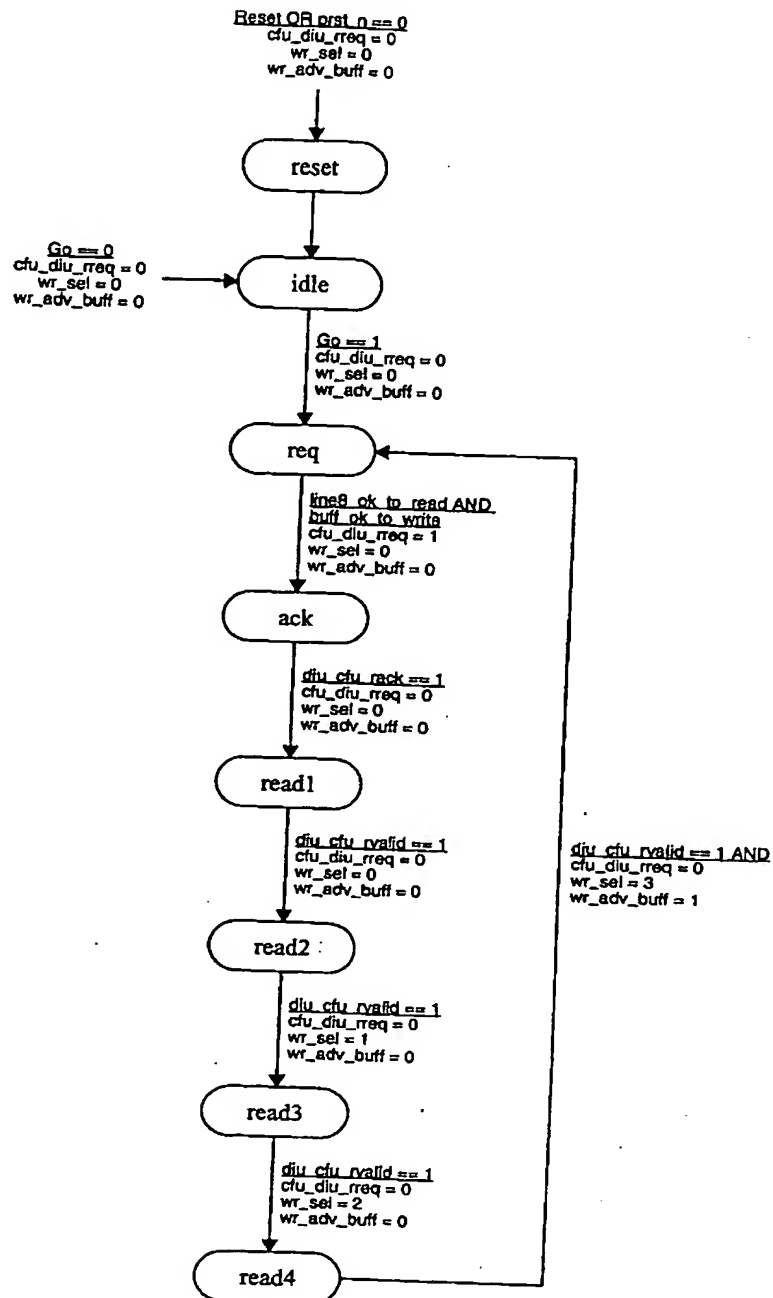 Reset OR prst_n == 0
cfu_diu_rreq = 0
wr_sel = 0
wr_adv_buff = 0
reset
Go == 0
cfu_diu_rreq = 0
wr_sel = 0
wr_adv_buff = 0
idle
Go == 1
cfu_diu_rreq = 0
wr_sel = 0
wr_adv_buff = 0
req
line8_ok_to_read AND
buff_ok_to_write
cfu_diu_rreq = 1
wr_sel = 0
wr_adv_buff = 0
ack
diu_cfu_rack == 1
cfu_diu_rreq = 0
wr_sel = 0
wr_adv_buff = 0
read1
diu_cfu_rvalid == 1
cfu_diu_rreq = 0
wr_sel = 0
wr_adv_buff = 0
diu_cfu_rvalid == 1 AND
cfu_diu_rreq = 0
wr_sel = 3
wr_adv_buff = 1
read2
diu_cfu_rvalid == 1
cfu_diu_rreq = 0
wr_sel = 1
wr_adv_buff = 0
read3
diu_cfu_rvalid == 1
cfu_diu_rreq = 0
wr_sel = 2
wr_adv_buff = 0
read4